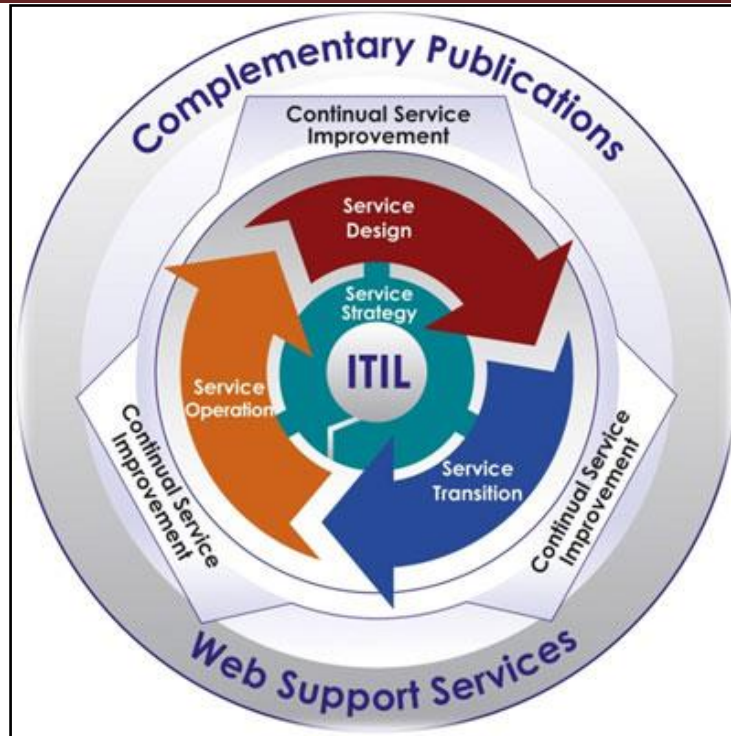 Complementary Publications
Continual Service
Improvement
Service
Design
Service
Strategy
ITIL
Service
Operation
Service
Transition
Continual Service
Improvement
Continual Service
Improvement
Web Support Services